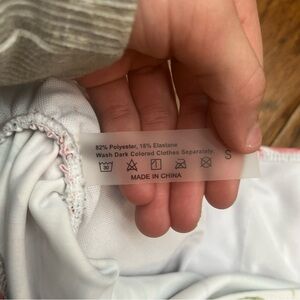 82% Polyester, 18% Elastane
Wash Dark Colored Clothes Separately.
S
MADE IN CHINA